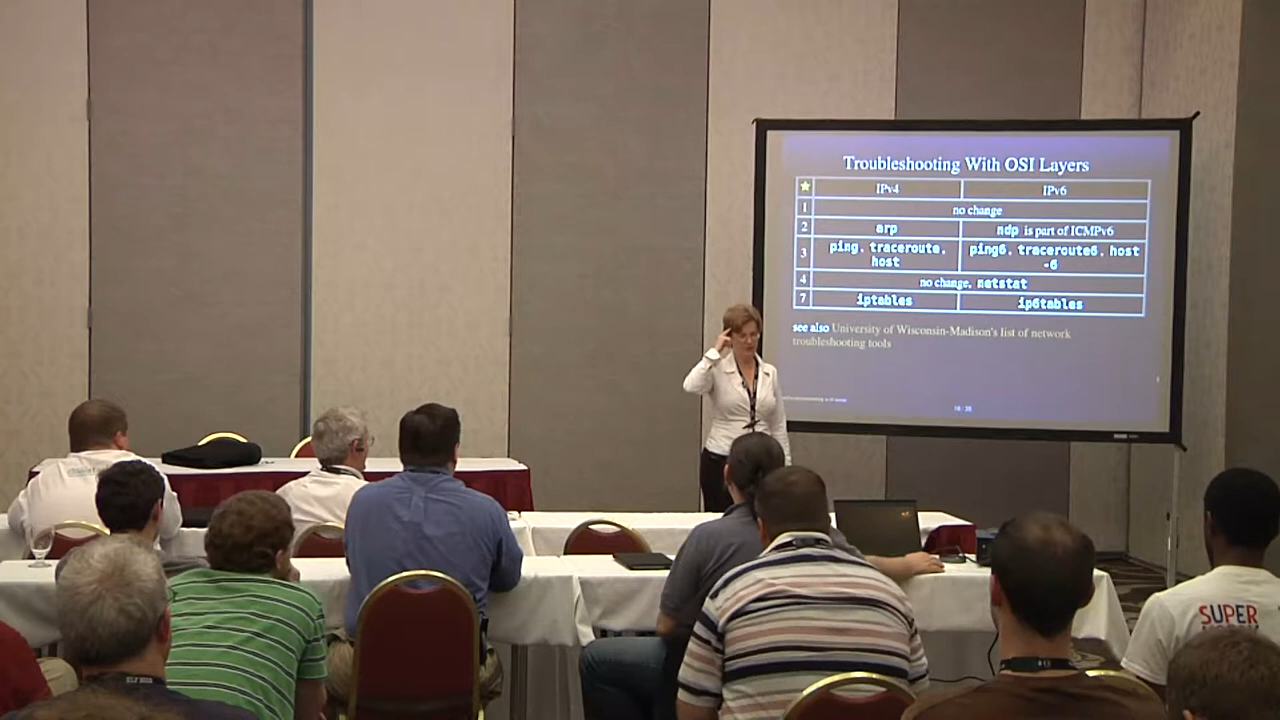 Troubleshooting With OSI Layers
IPv4 IPv6
1 no change
2 arp ndp is part of ICMPv6
3 ping, traceroute, host ping6, traceroute6, host -6
4 no change, netstat
7 iptables ip6tables
see also University of Wisconsin-Madison's list of network
troubleshooting tools
SUPER